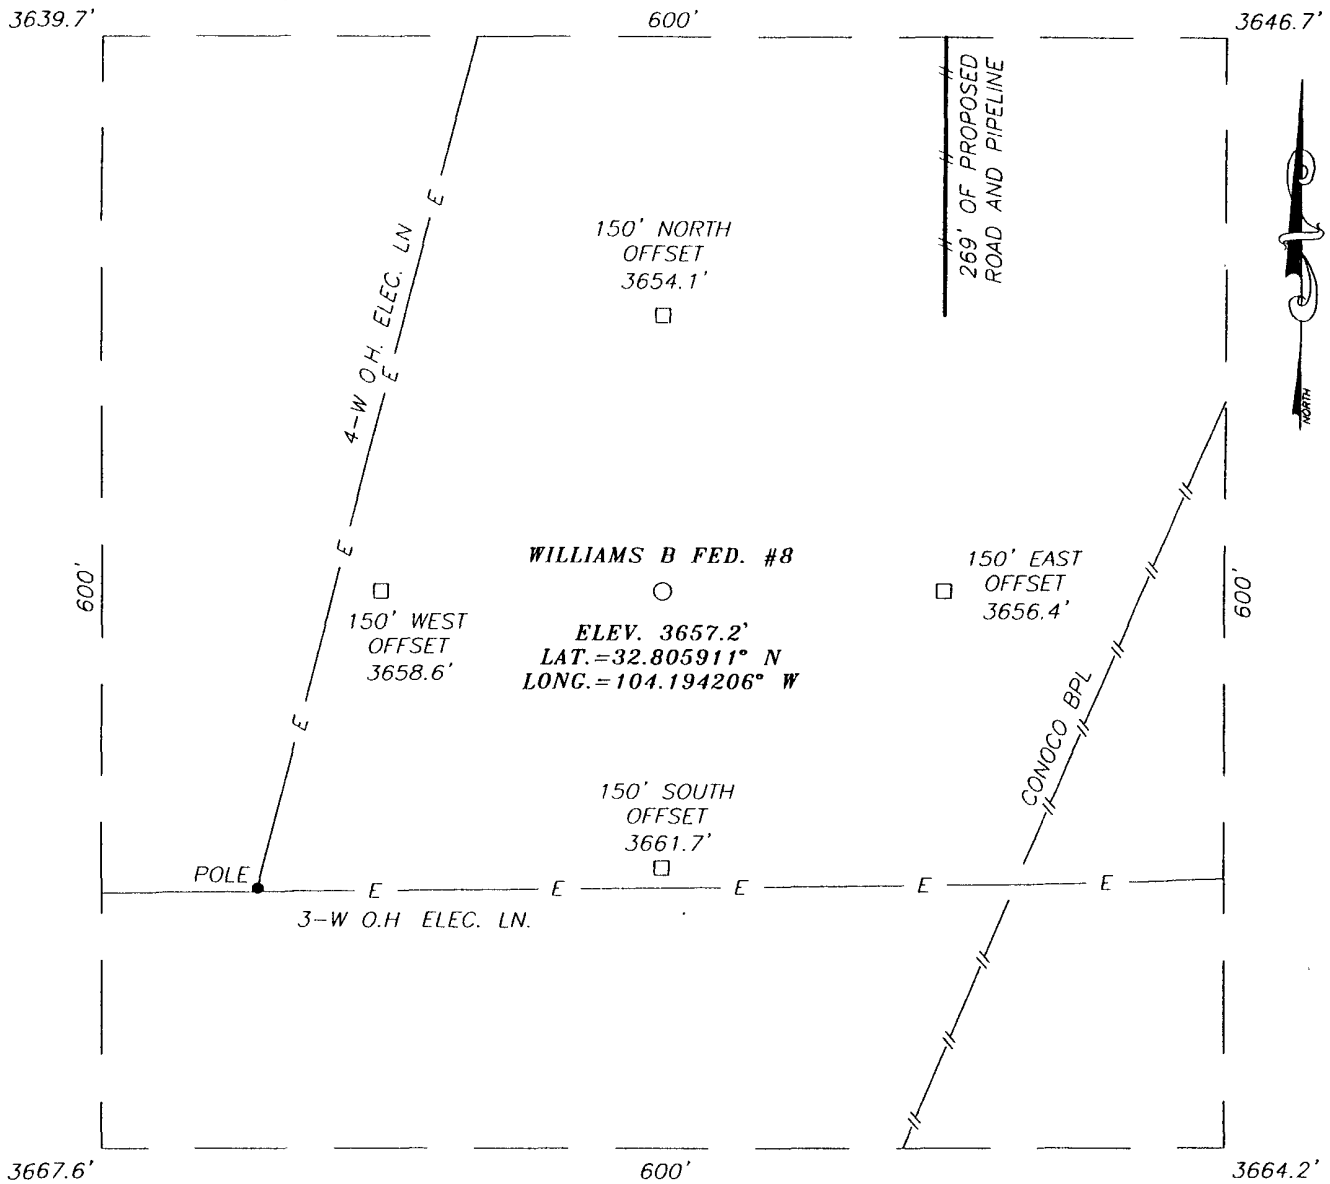 3639.7'
600'
3646.7'
269' OF PROPOSED
ROAD AND PIPELINE
NORTH
150' NORTH
OFFSET
3654.1'
E
4-W O.H. ELEC. LN
E
E
E
600'
WILLIAMS B FED. #8
ELEV. 3657.2'
LAT.=32.805911° N
LONG.=104.194206° W
150' WEST
OFFSET
3658.6'
150' EAST
OFFSET
3656.4'
600'
CONOCO BPL
150' SOUTH
OFFSET
3661.7'
POLE
E E E E E
3-W O.H ELEC. LN.
3667.6'
600'
3664.2'